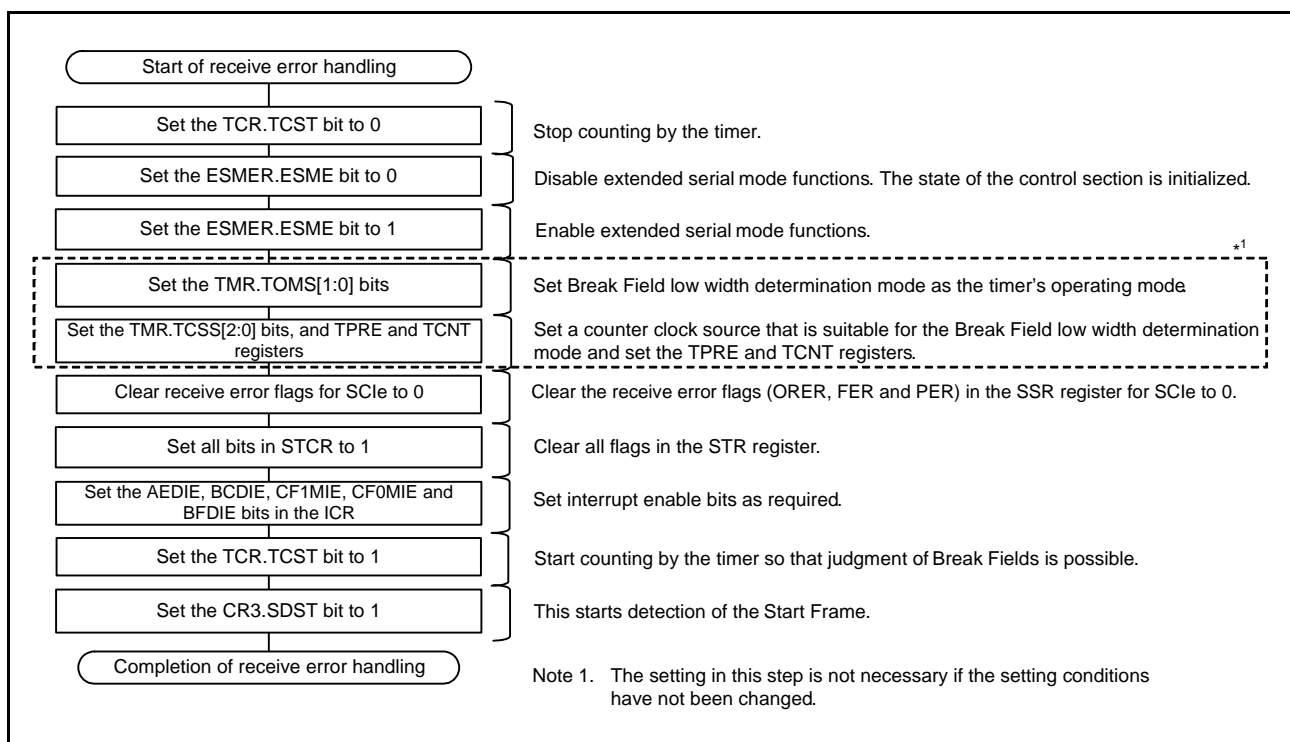 Start of receive error handling
Set the TCR.TCST bit to 0
Stop counting by the timer.
Set the ESMER.ESME bit to 0
Disable extended serial mode functions. The state of the control section is initialized.
Set the ESMER.ESME bit to 1
Enable extended serial mode functions.
*1
Set the TMR.TOMS[1:0] bits
Set Break Field low width determination mode as the timer's operating mode.
Set the TMR.TCSS[2:0] bits, and TPRE and TCNT
registers
Set a counter clock source that is suitable for the Break Field low width determination
mode and set the TPRE and TCNT registers.
Clear receive error flags for SCIe to 0
Clear the receive error flags (ORER, FER and PER) in the SSR register for SCIe to 0.
Set all bits in STCR to 1
Clear all flags in the STR register.
Set the AEDIE, BCDIE, CF1MIE, CF0MIE and
BFDIE bits in the ICR
Set interrupt enable bits as required.
Set the TCR.TCST bit to 1
Start counting by the timer so that judgment of Break Fields is possible.
Set the CR3.SDST bit to 1
This starts detection of the Start Frame.
Completion of receive error handling
Note 1. The setting in this step is not necessary if the setting conditions
have not been changed.